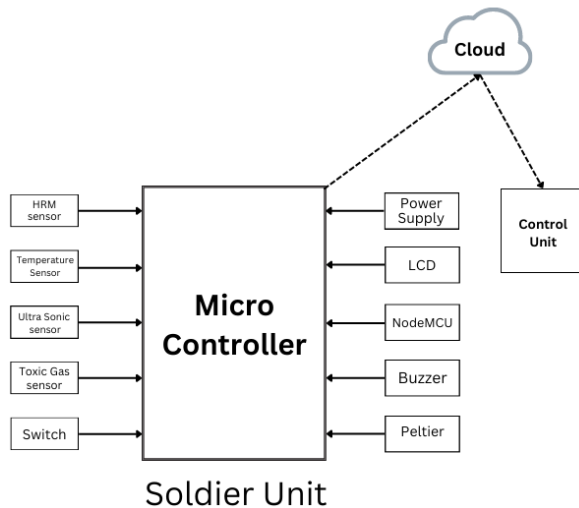 Cloud
HRM
sensor
Temperature
Sensor
Ultra Sonic
sensor
Toxic Gas
sensor
Switch
Micro
Controller
Power
Supply
LCD
NodeMCU
Buzzer
Peltier
Control
Unit
Soldier Unit